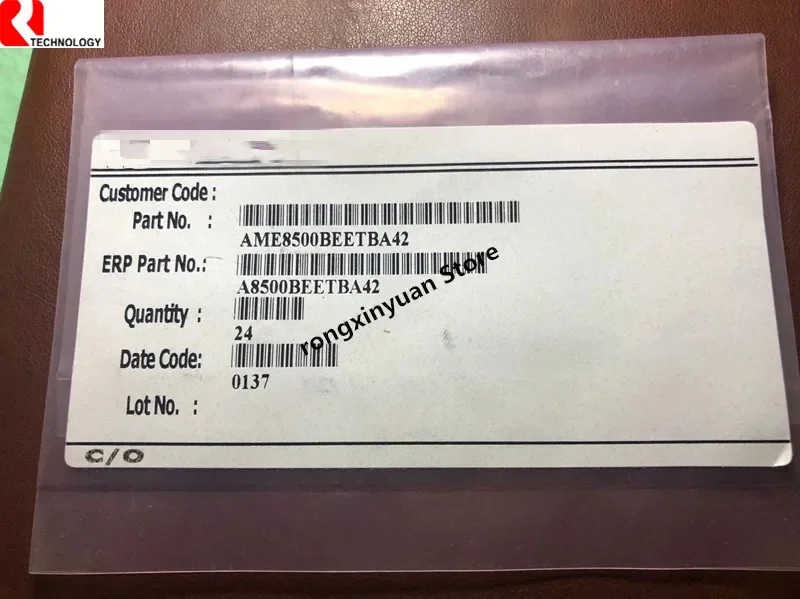 R
TECHNOLOGY
Customer Code :
Part No. :
AME8500BEETBA42
ERP Part No.:
A8500BEETBA42
Quantity :
24
Date Code:
0137
Lot No. :
C/O
rongxinyuan Store